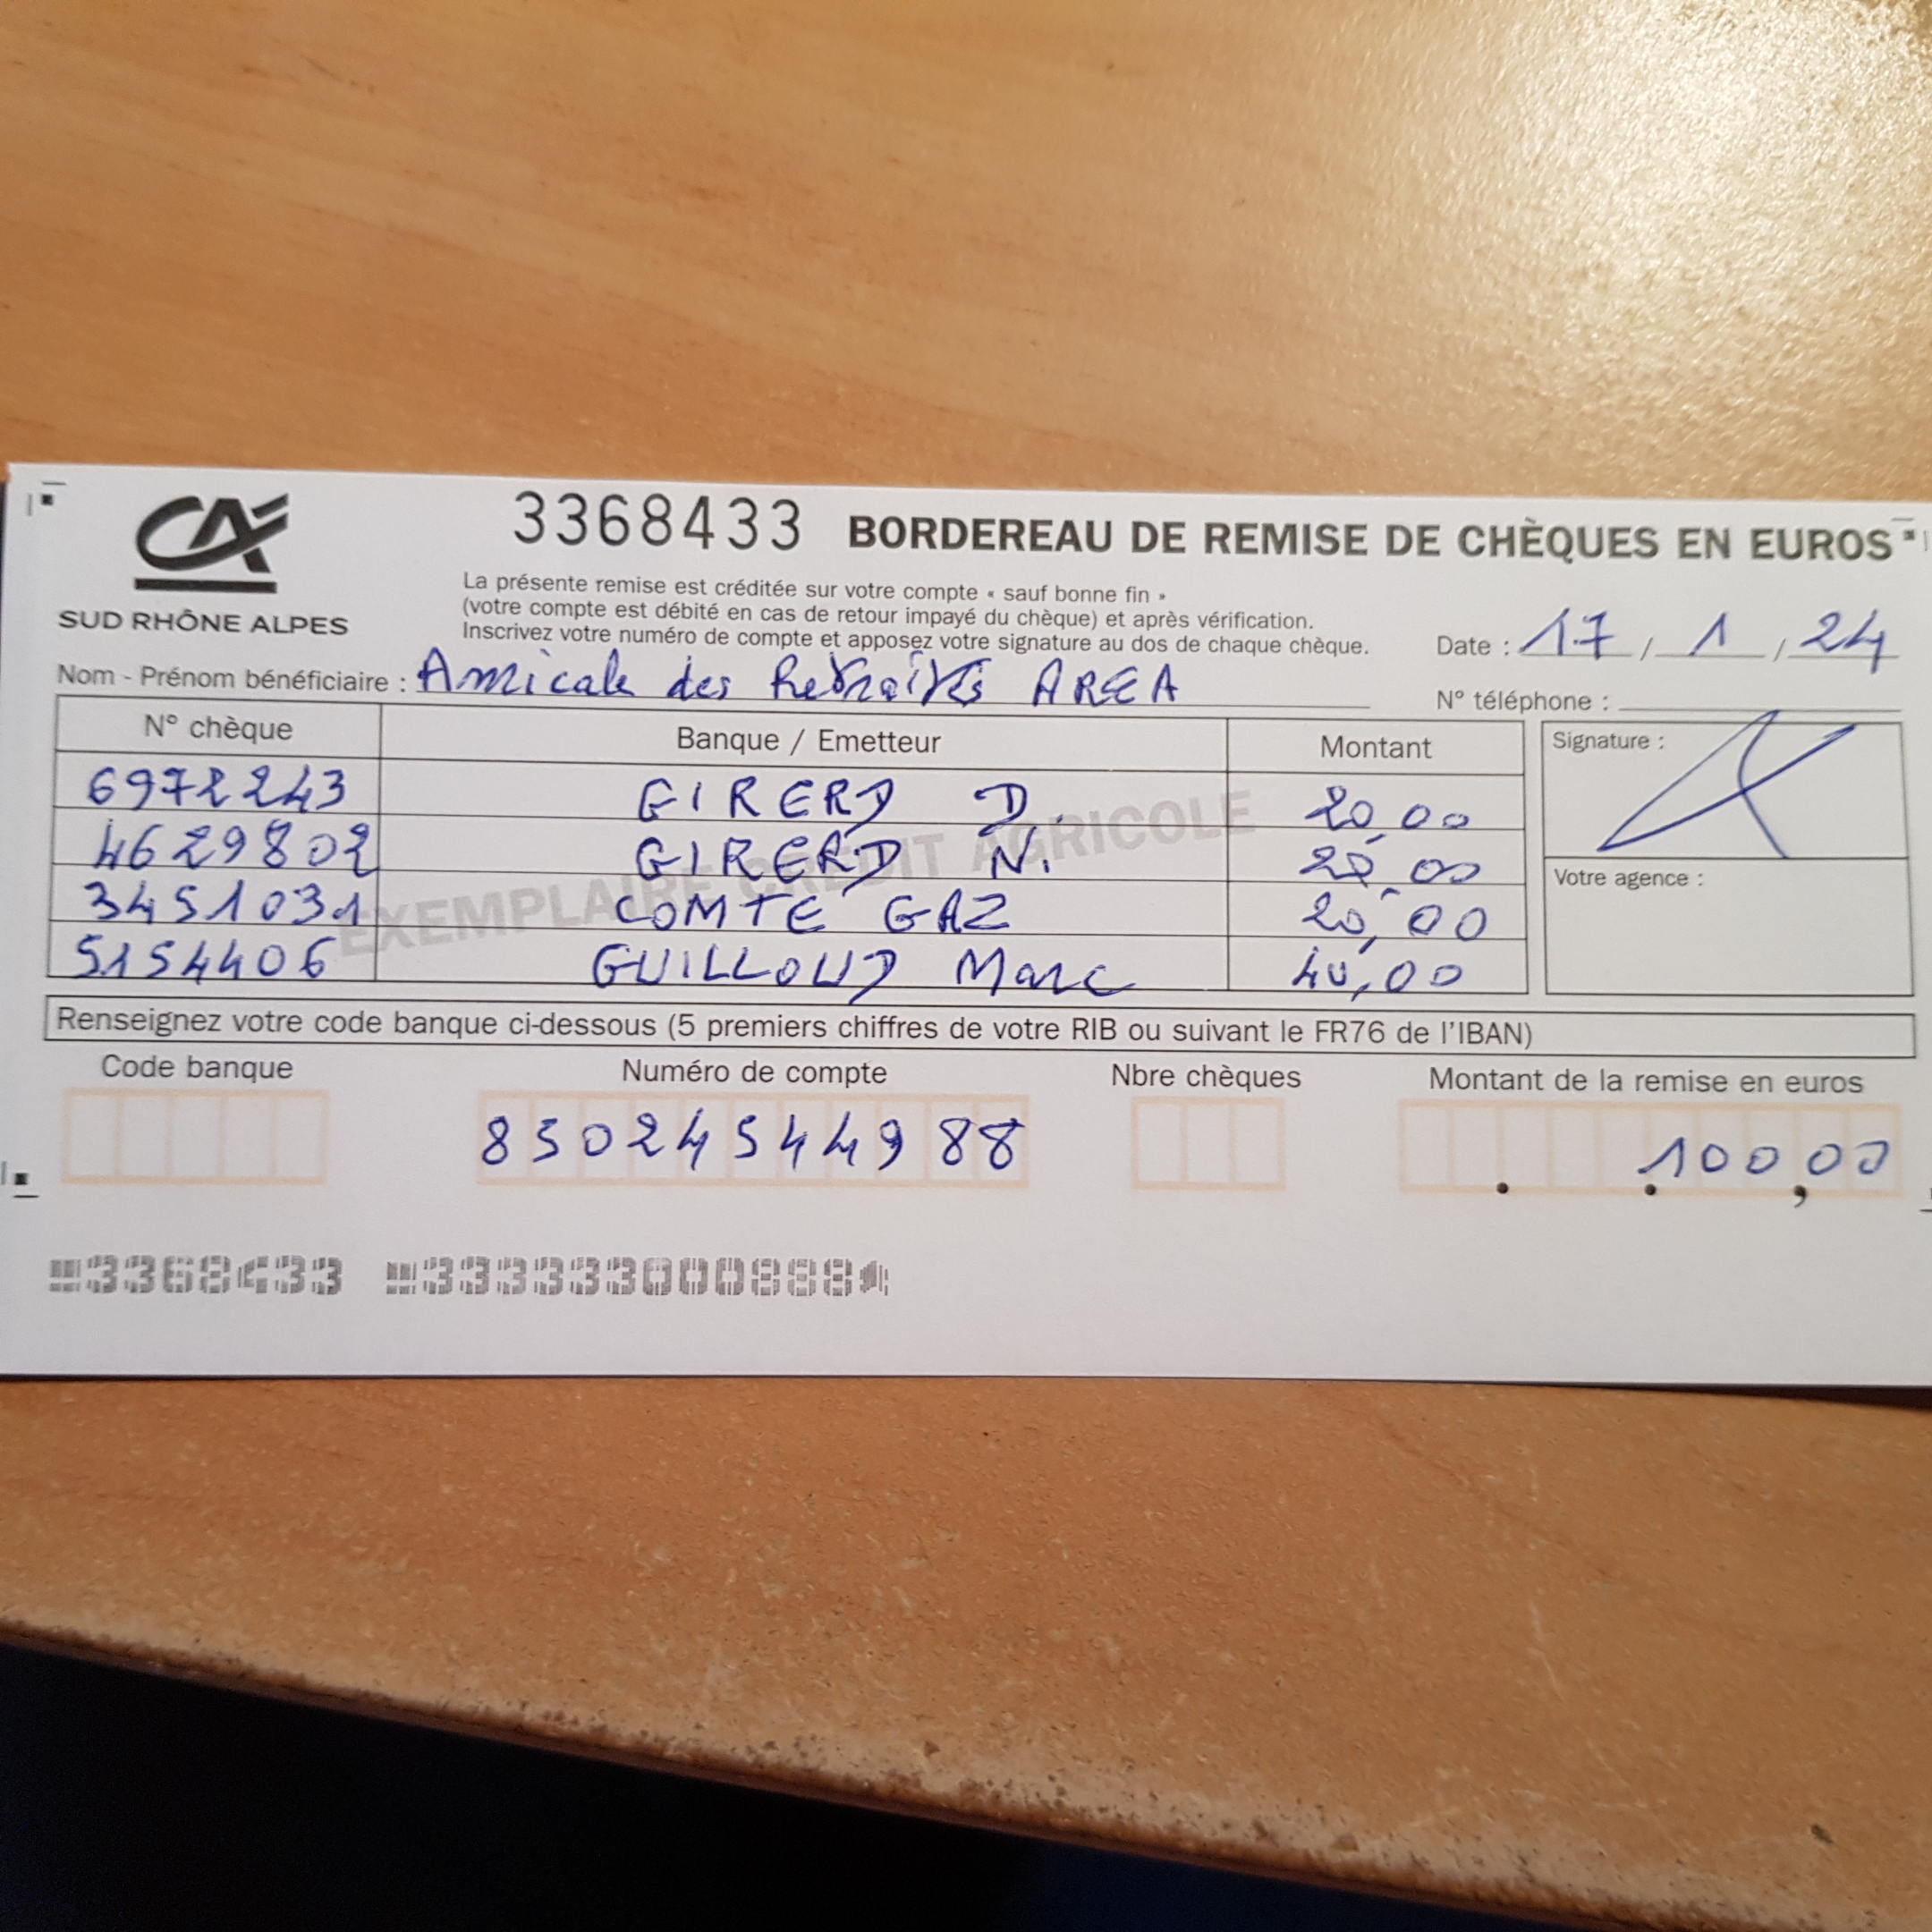 CA
3368433 BORDEREAU DE REMISE DE CHÈQUES EN EUROS
La présente remise est créditée sur votre compte « sauf bonne fin »
(votre compte est débité en cas de retour impayé du chèque) et après vérification.
Inscrivez votre numéro de compte et apposez votre signature au dos de chaque chèque.
SUD RHÔNE ALPES
Date : 17 / 1 / 24
Nom - Prénom bénéficiaire : Amicale des Retraités AREA
N° téléphone :
N° chèque Banque / Emetteur Montant
Signature :
6972243 GIRERD D. 20,00
4629802 GIRERD N. 20,00
3451031 COMTE GAZ 20,00
5154406 GUILLOUD Marc 40,00
EXEMPLAIRE CRÉDIT AGRICOLE
Votre agence :
Renseignez votre code banque ci-dessous (5 premiers chiffres de votre RIB ou suivant le FR76 de l'IBAN)
Code banque Numéro de compte Nbre chèques Montant de la remise en euros
85024544988 100,00
3368433 333333000888